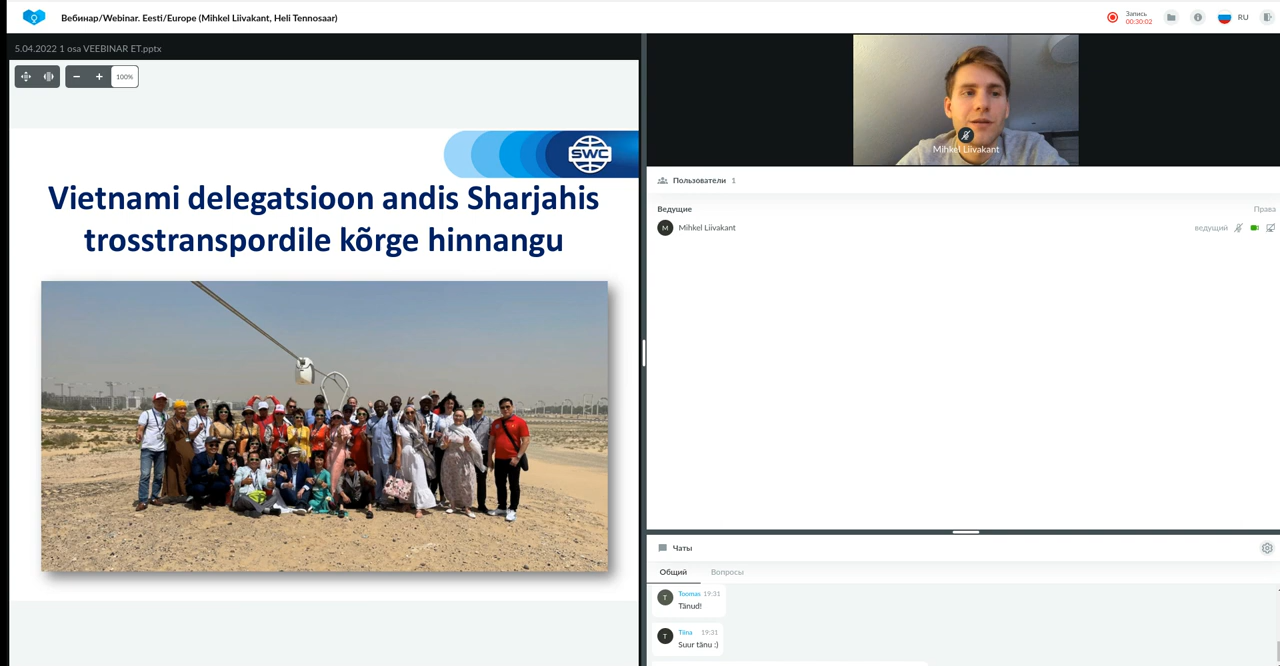 Вебинар/Webinar. Eesti/Europe (Mihkel Liivakant, Heli Tennosaar)
Запись
00:30:02
RU
5.04.2022 1 osa VEEBINAR ET.pptx
100%
SWC
Vietnami delegatsioon andis Sharjahis
trosstranspordile kõrge hinnangu
Mihkel Liivakant
Пользователи 1
Ведущие
Права
M
Mihkel Liivakant
ведущий
Чаты
Общий
Вопросы
T
Toomas 19:31
Tänud!
T
Tiina 19:31
Suur tänu :)